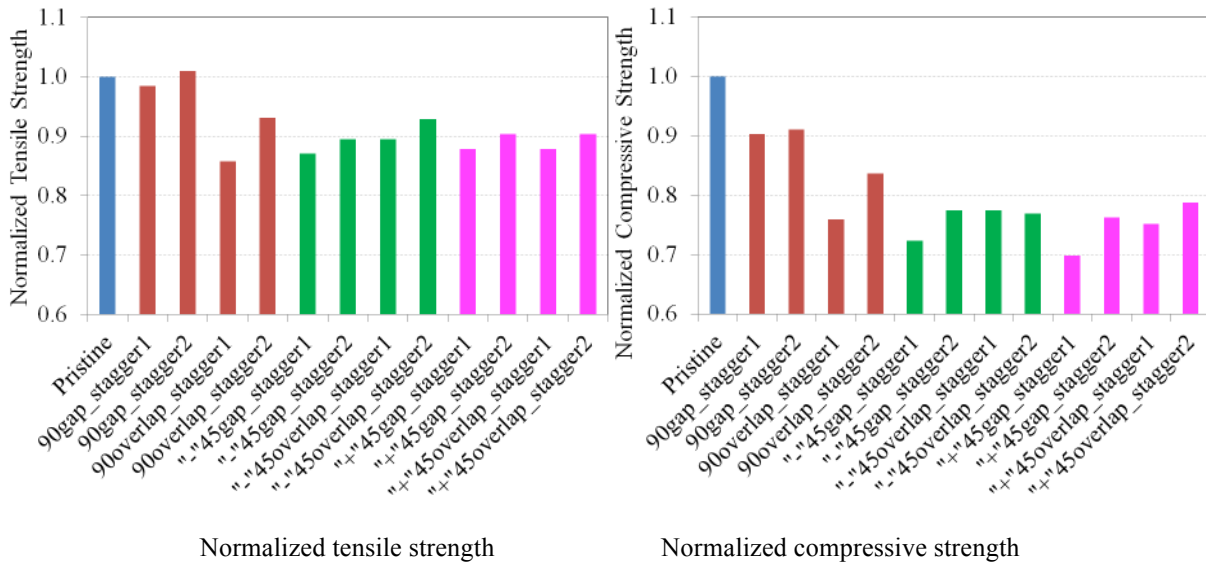 Normalized Tensile Strength
1.1
1.0
0.9
0.8
0.7
0.6
Pristine
90gap_stagger1
90gap_stagger2
90overlap_stagger1
90overlap_stagger2
"-"45gap_stagger1
"-"45gap_stagger2
"-"45overlap_stagger1
"-"45overlap_stagger2
"+"45gap_stagger1
"+"45gap_stagger2
"+"45overlap_stagger1
"+"45overlap_stagger2
Normalized tensile strength
Normalized Compressive Strength
1.1
1.0
0.9
0.8
0.7
0.6
Pristine
90gap_stagger1
90gap_stagger2
90overlap_stagger1
90overlap_stagger2
"-"45gap_stagger1
"-"45gap_stagger2
"-"45overlap_stagger1
"-"45overlap_stagger2
"+"45gap_stagger1
"+"45gap_stagger2
"+"45overlap_stagger1
"+"45overlap_stagger2
Normalized compressive strength